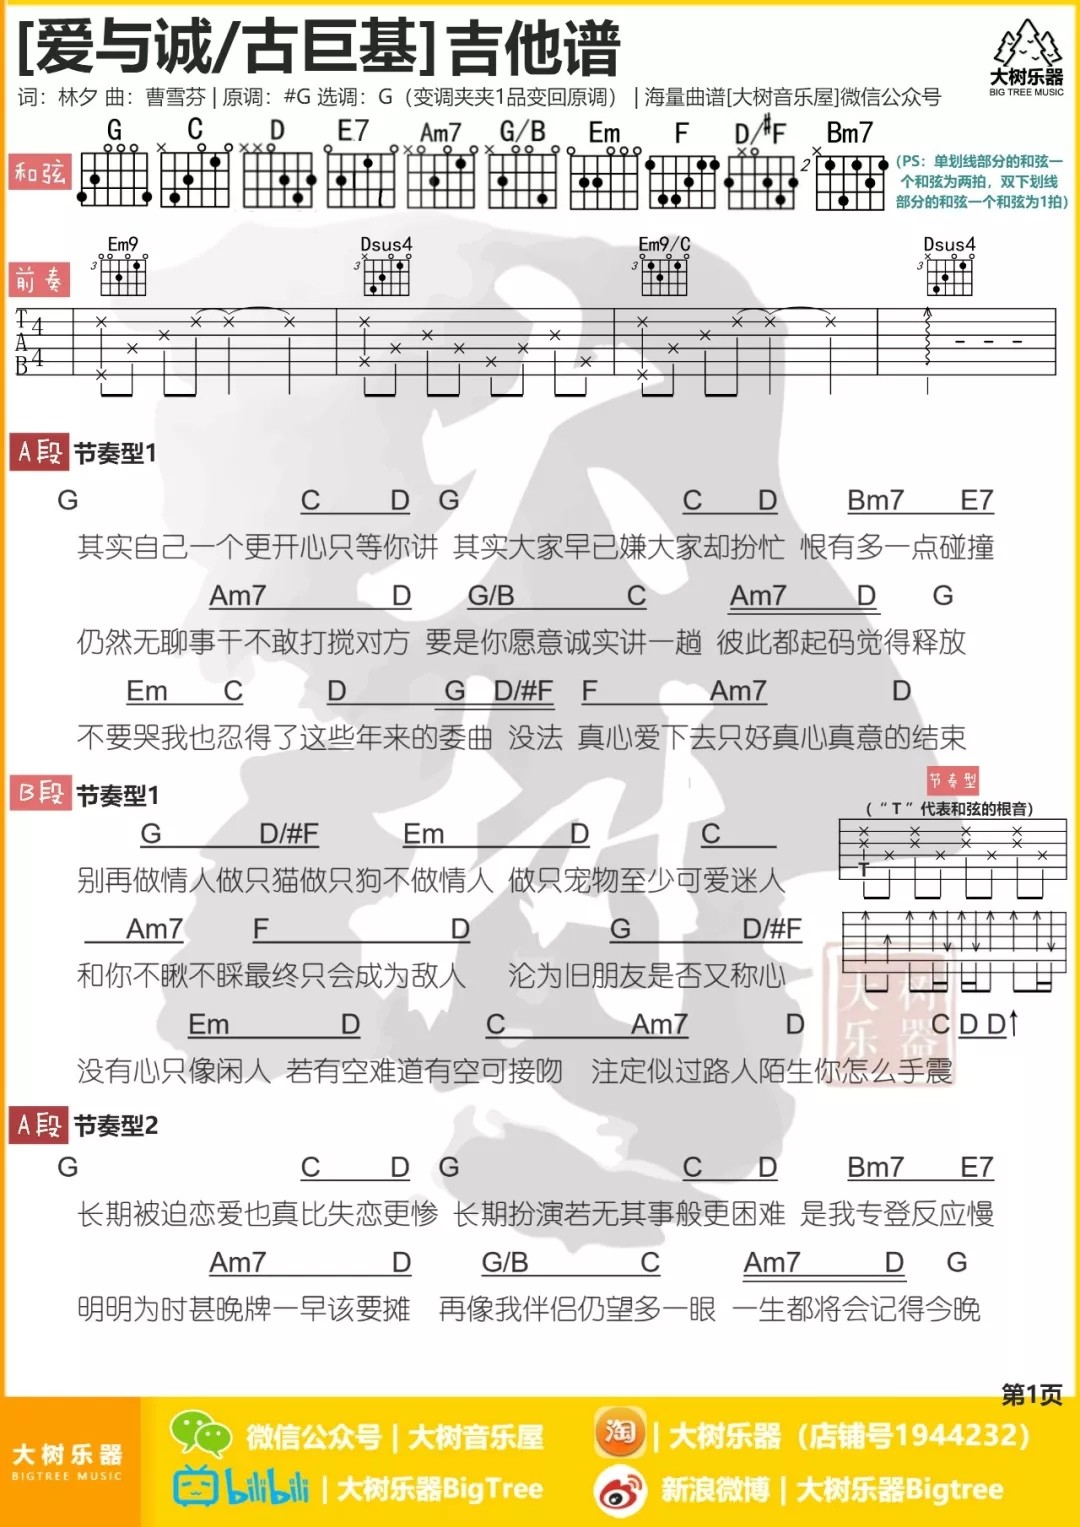 [爱与诚/古巨基]吉他谱
大树乐器
BIG TREE MUSIC
词：林夕 曲：曹雪芬 | 原调：#G 选调：G（变调夹夹1品变回原调） | 海量曲谱[大树音乐屋]微信公众号
和弦 G C D E7 Am7 G/B Em F D/#F 2 Bm7
（PS：单划线部分的和弦一
个和弦为两拍，双下划线
部分的和弦一个和弦为1拍）
前奏 3 Em9 3 Dsus4 3 Em9/C 3 Dsus4
T A B 4 4
A段 节奏型1
G C D G C D Bm7 E7
其实自己一个更开心只等你讲 其实大家早已嫌大家却扮忙 恨有多一点碰撞
Am7 D G/B C Am7 D G
仍然无聊事干不敢打搅对方 要是你愿意诚实讲一趟 彼此都起码觉得释放
Em C D G D/#F F Am7 D
不要哭我也忍得了这些年来的委曲 没法 真心爱下去只好真心真意的结束
B段 节奏型1
节奏型
（“T”代表和弦的根音）
T
G D/#F Em D C
别再做情人做只猫做只狗不做情人 做只宠物至少可爱迷人
Am7 F D G D/#F
和你不瞅不睬最终只会成为敌人 沦为旧朋友是否又称心
Em D C Am7 D C D D↑
没有心只像闲人 若有空难道有空可接吻 注定似过路人陌生你怎么手震
大树
乐器
A段 节奏型2
G C D G C D Bm7 E7
长期被迫恋爱也真比失恋更惨 长期扮演若无其事般更困难 是我专登反应慢
Am7 D G/B C Am7 D G
明明为时甚晚牌一早该要摊 再像我伴侣仍望多一眼 一生都将会记得今晚
大树
第1页
大树乐器
BIGTREE MUSIC
微信公众号 | 大树音乐屋
淘 | 大树乐器（店铺号1944232）
bilibili | 大树乐器BigTree
新浪微博 | 大树乐器Bigtree